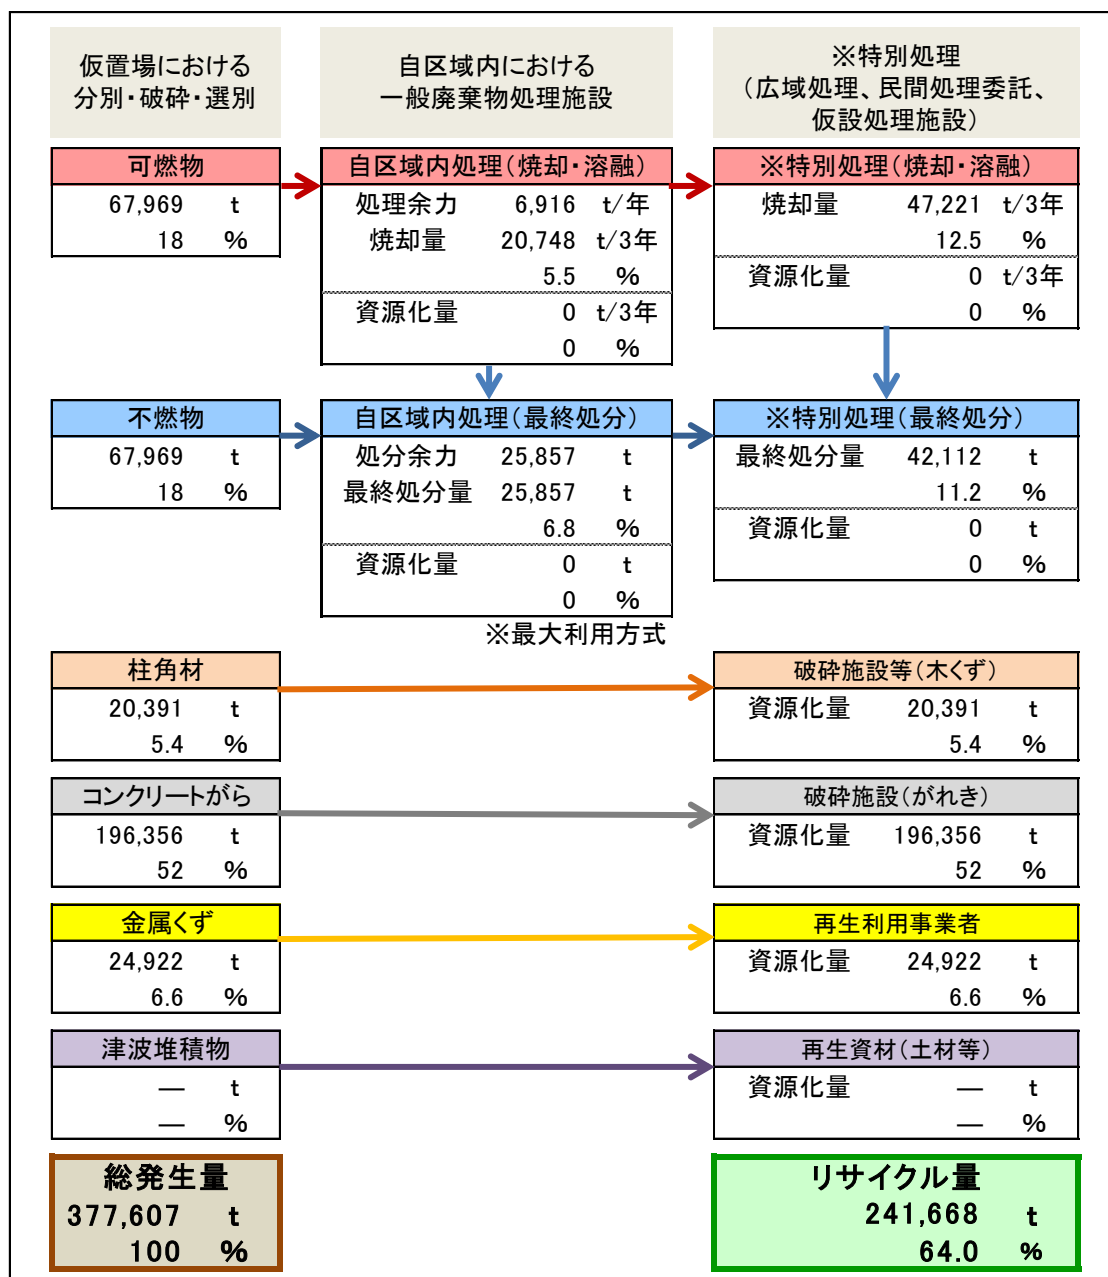 仮置場における
分別・破砕・選別
自区域内における
一般廃棄物処理施設
※特別処理
（広域処理、民間処理委託、
仮設処理施設）
可燃物
67,969 t
18 %
自区域内処理（焼却・溶融）
処理余力 6,916 t/年
焼却量 20,748 t/3年
5.5 %
資源化量 0 t/3年
0 %
※特別処理（焼却・溶融）
焼却量 47,221 t/3年
12.5 %
資源化量 0 t/3年
0 %
不燃物
67,969 t
18 %
自区域内処理（最終処分）
処分余力 25,857 t
最終処分量 25,857 t
6.8 %
資源化量 0 t
0 %
※最大利用方式
※特別処理（最終処分）
最終処分量 42,112 t
11.2 %
資源化量 0 t
0 %
柱角材
20,391 t
5.4 %
破砕施設等（木くず）
資源化量 20,391 t
5.4 %
コンクリートがら
196,356 t
52 %
破砕施設（がれき）
資源化量 196,356 t
52 %
金属くず
24,922 t
6.6 %
再生利用事業者
資源化量 24,922 t
6.6 %
津波堆積物
― t
― %
再生資材（土材等）
資源化量 ― t
― %
総発生量
377,607 t
100 %
リサイクル量
241,668 t
64.0 %